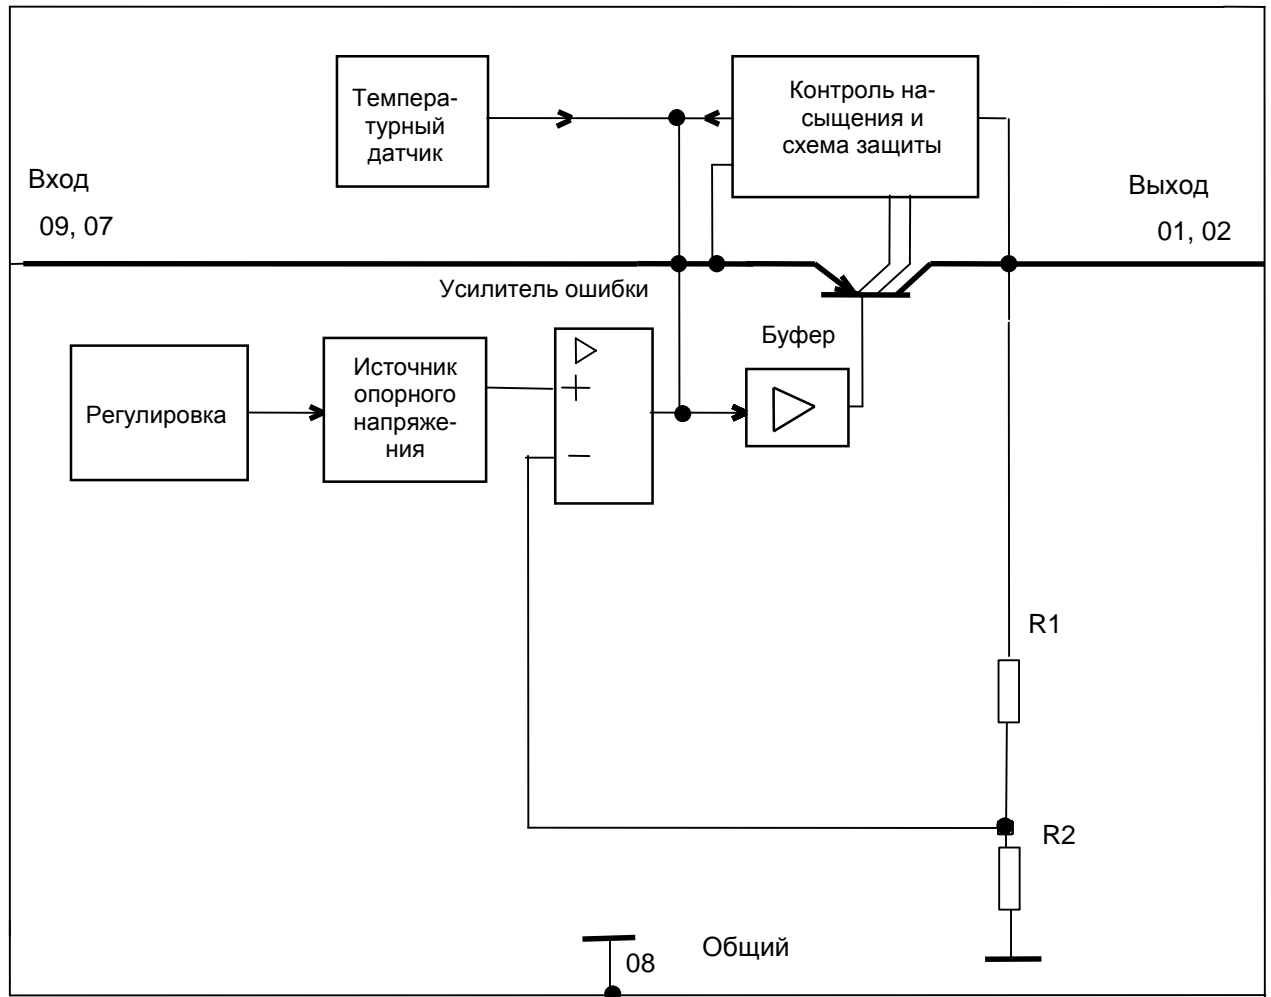 Темпера-
турный
датчик
Контроль на-
сыщения и
схема защиты
Вход
09, 07
Выход
01, 02
Усилитель ошибки
Буфер
Регулировка
Источник
опорного
напряже-
ния
+
−
R1
R2
Общий
08